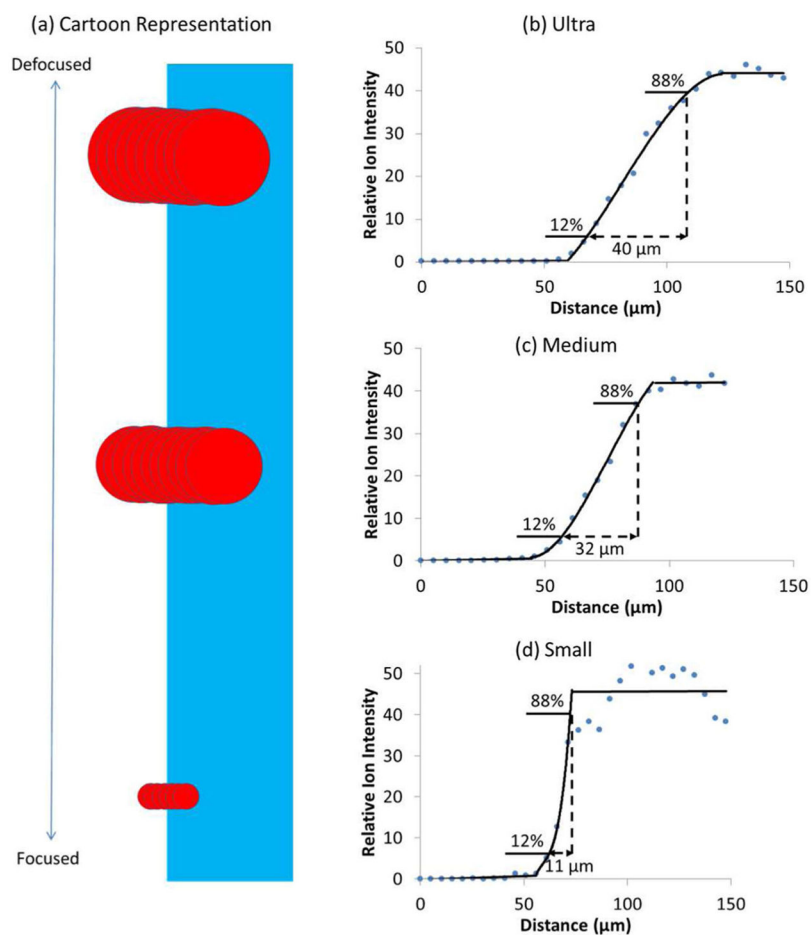 (a) Cartoon Representation
Defocused
Focused
(b) Ultra
Relative Ion Intensity
50
40
30
20
10
0
88%
12%
40 µm
0
50
100
150
Distance (µm)
(c) Medium
Relative Ion Intensity
50
40
30
20
10
0
88%
12%
32 µm
0
50
100
150
Distance (µm)
(d) Small
Relative Ion Intensity
50
40
30
20
10
0
88%
12%
11 µm
0
50
100
150
Distance (µm)